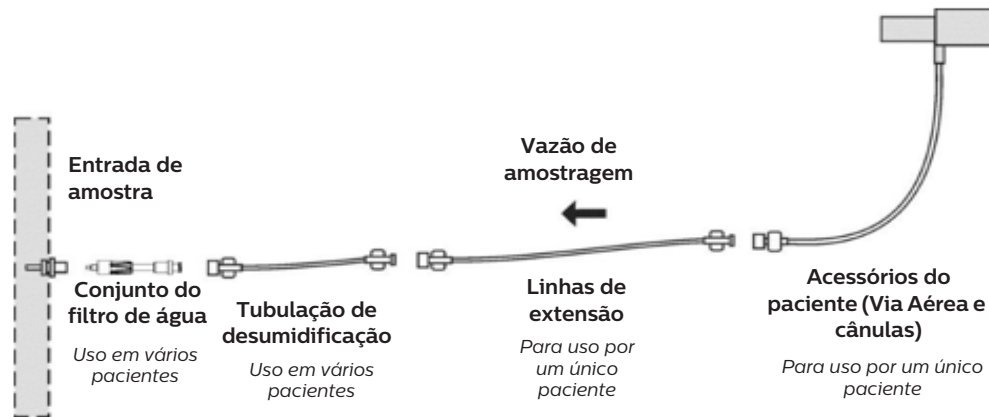 Entrada de
amostra
Vazão de
amostragem
Conjunto do
filtro de água
Uso em vários
pacientes
Tubulação de
desumidificação
Uso em vários
pacientes
Linhas de
extensão
Para uso por
um único
paciente
Acessórios do
paciente (Via Aérea e
cânulas)
Para uso por um único
paciente